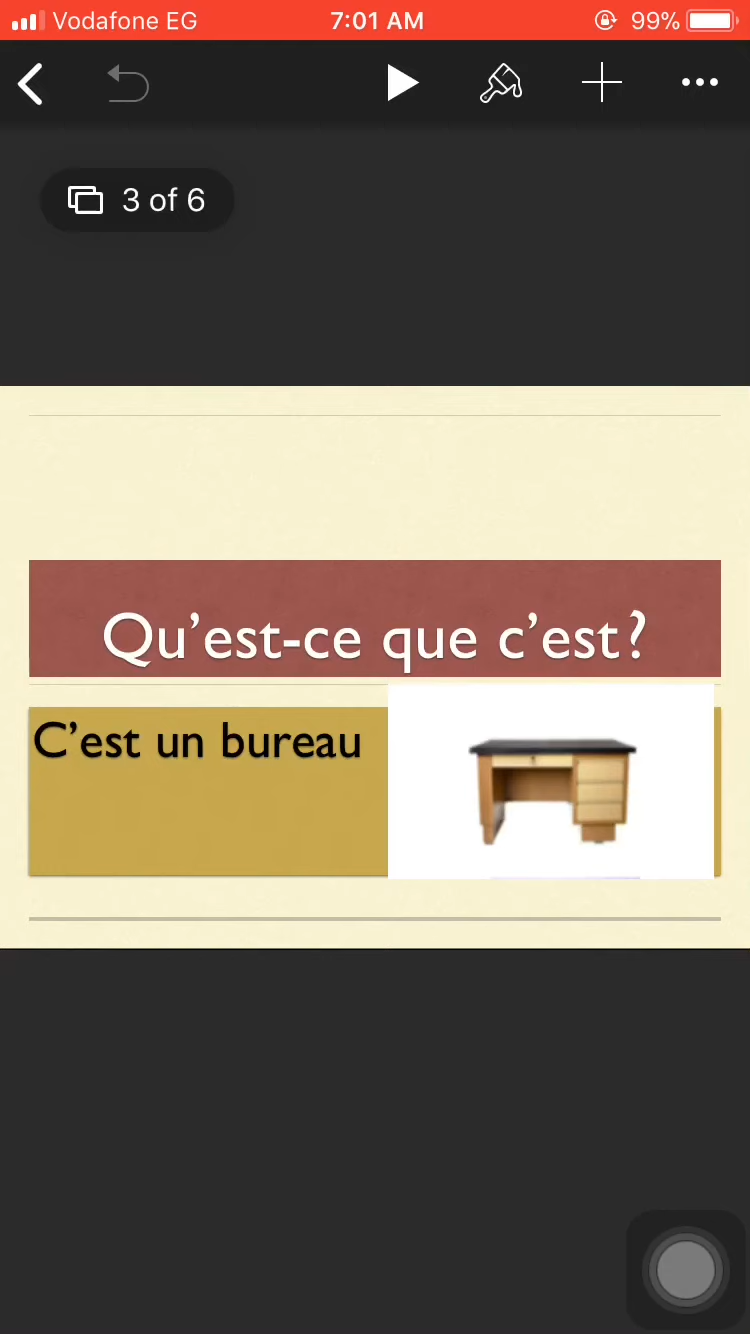 Vodafone EG 7:01 AM 99%
3 of 6
Qu’est-ce que c’est?
C’est un bureau